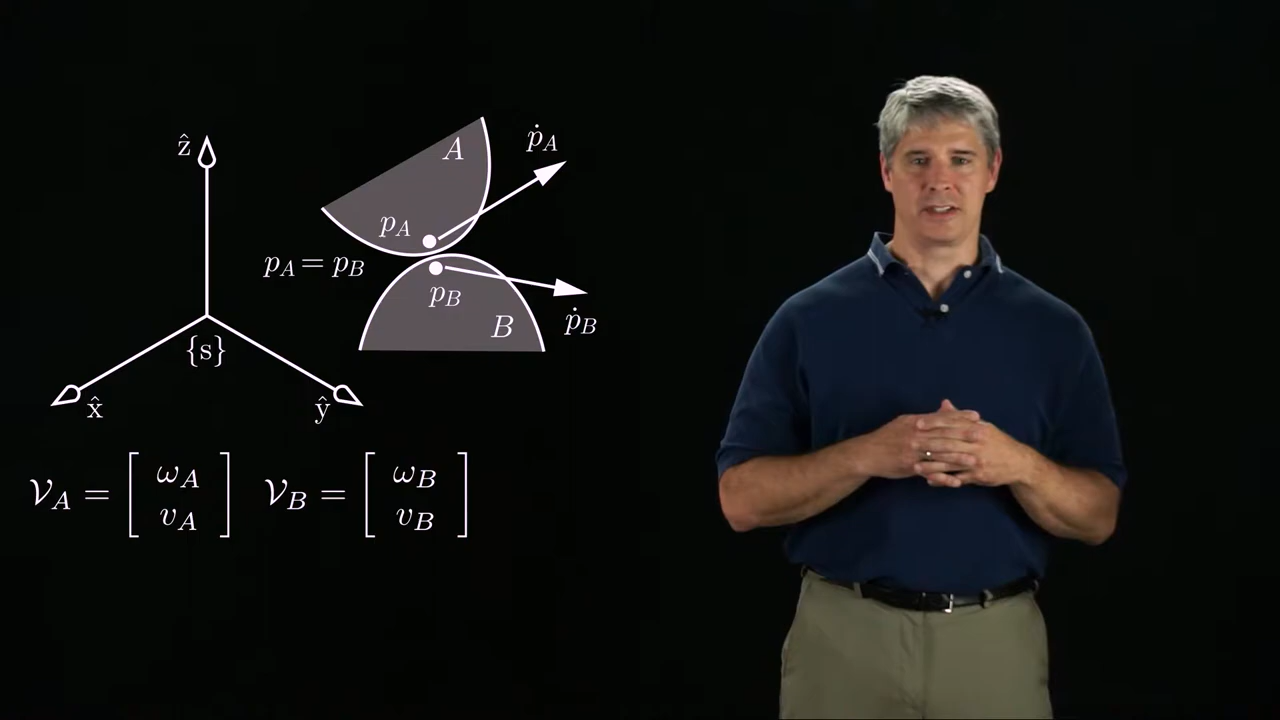 ẑ
A
ṗ_A
p_A
p_A = p_B
p_B
B
ṗ_B
{s}
x̂
ŷ
𝒱_A = [ω_A v_A] 𝒱_B = [ω_B v_B]